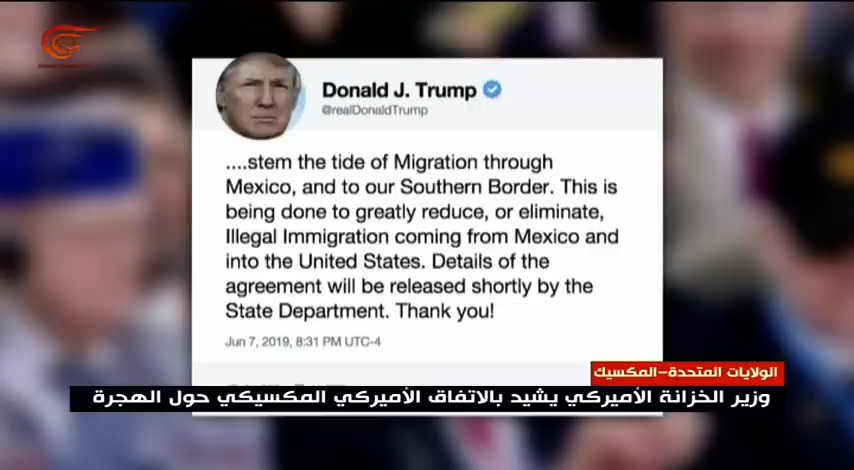 Donald J. Trump
@realDonaldTrump
....stem the tide of Migration through
Mexico, and to our Southern Border. This is
being done to greatly reduce, or eliminate,
Illegal Immigration coming from Mexico and
into the United States. Details of the
agreement will be released shortly by the
State Department. Thank you!
Jun 7, 2019, 8:31 PM UTC-4
الولايات المتحدة-المكسيك
وزير الخزانة الأميركي يشيد بالاتفاق الأميركي المكسيكي حول الهجرة